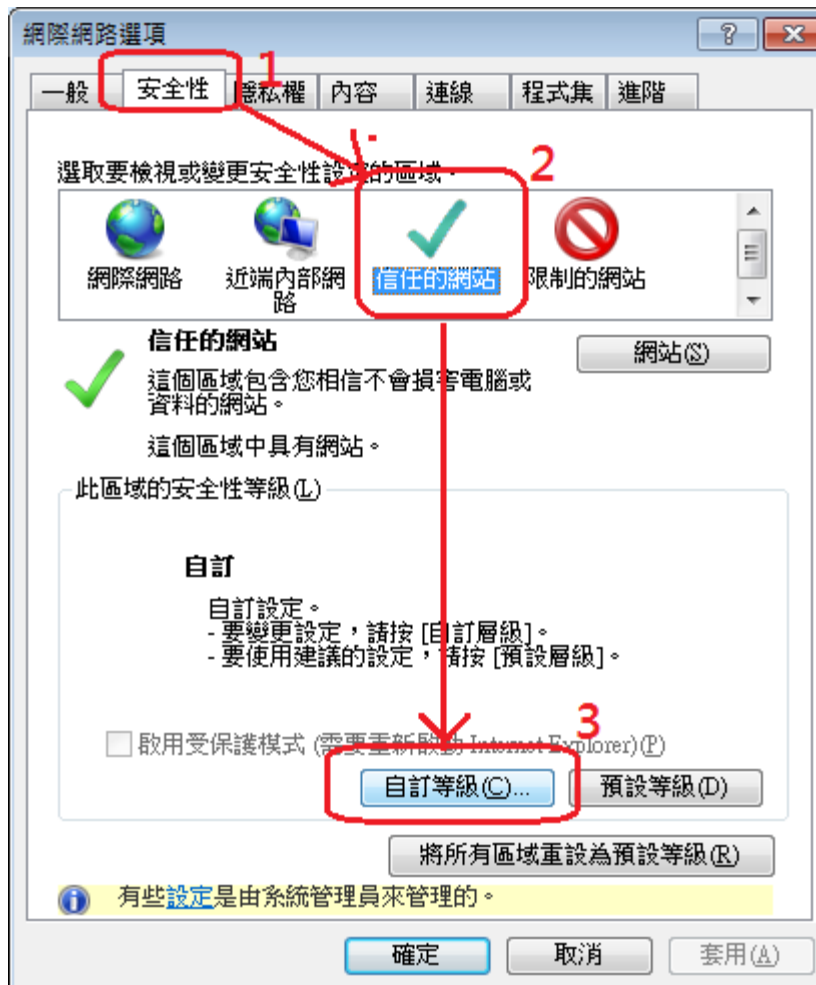 網際網路選項
1
一般
安全性
隱私權
內容
連線
程式集
進階
選取要檢視或變更安全性設定的區域。
2
網際網路
近端內部網路
信任的網站
限制的網站
信任的網站
網站(S)
這個區域包含您相信不會損害電腦或
資料的網站。
這個區域中具有網站。
此區域的安全性等級(L)
自訂
自訂設定。
- 要變更設定，請按 [自訂層級]。
- 要使用建議的設定，請按 [預設層級]。
3
啟用受保護模式 (需要重新啟動 Internet Explorer)(P)
自訂等級(C)...
預設等級(D)
將所有區域重設為預設等級(R)
有些設定是由系統管理員來管理的。
確定
取消
套用(A)